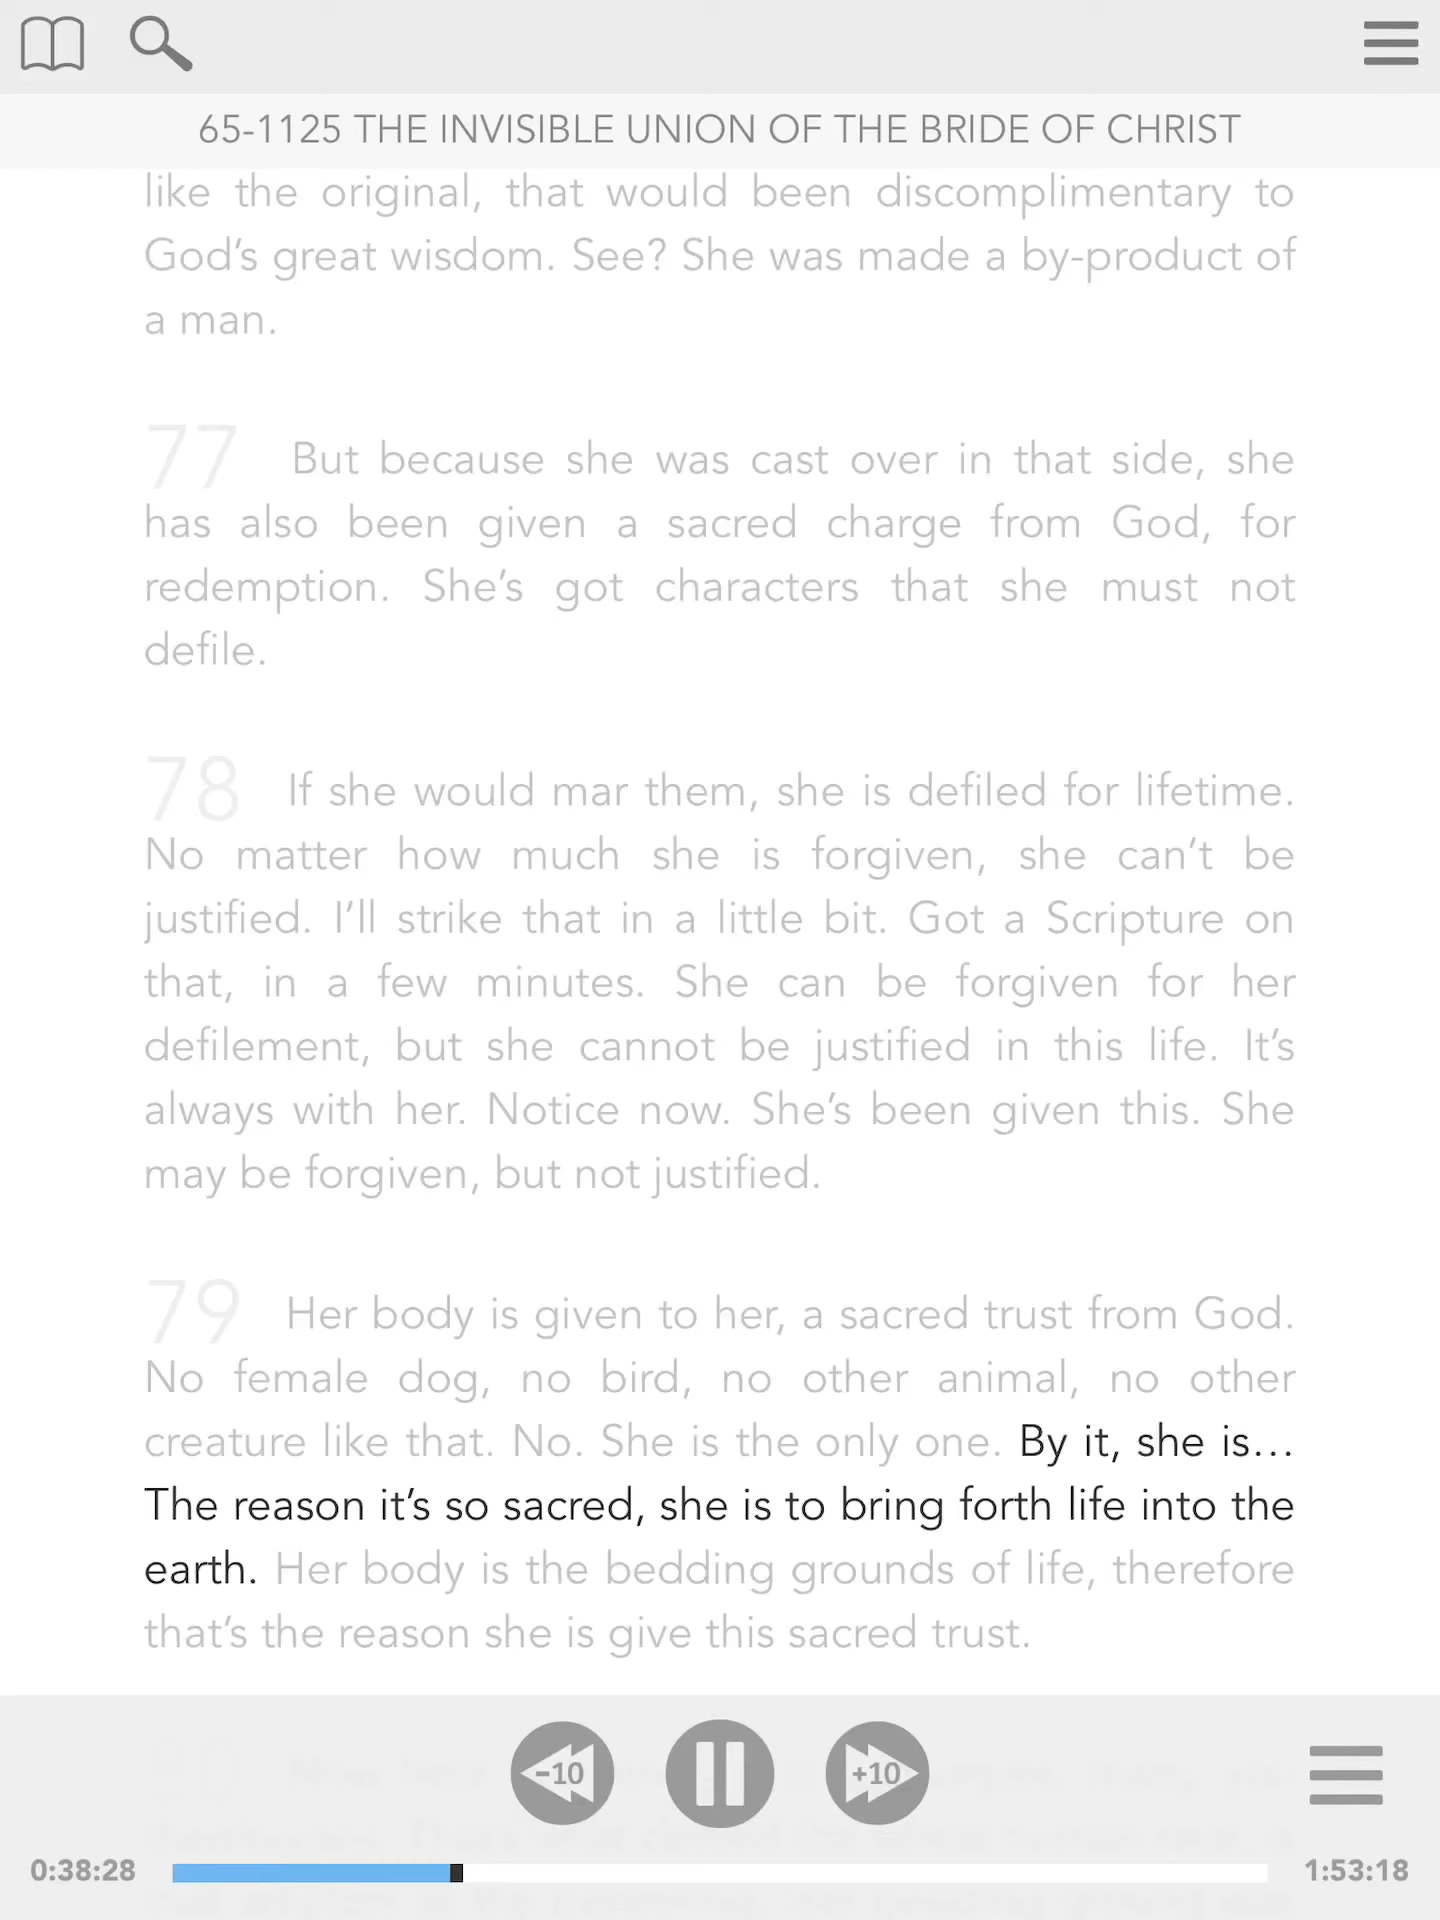 65-1125 THE INVISIBLE UNION OF THE BRIDE OF CHRIST
like the original, that would been discomplimentary to
God’s great wisdom. See? She was made a by-product of
a man.
77 But because she was cast over in that side, she
has also been given a sacred charge from God, for
redemption. She’s got characters that she must not
defile.
78 If she would mar them, she is defiled for lifetime.
No matter how much she is forgiven, she can’t be
justified. I’ll strike that in a little bit. Got a Scripture on
that, in a few minutes. She can be forgiven for her
defilement, but she cannot be justified in this life. It’s
always with her. Notice now. She’s been given this. She
may be forgiven, but not justified.
79 Her body is given to her, a sacred trust from God.
No female dog, no bird, no other animal, no other
creature like that. No. She is the only one. By it, she is…
The reason it’s so sacred, she is to bring forth life into the
earth. Her body is the bedding grounds of life, therefore
that’s the reason she is give this sacred trust.
-10 +10
0:38:28 1:53:18